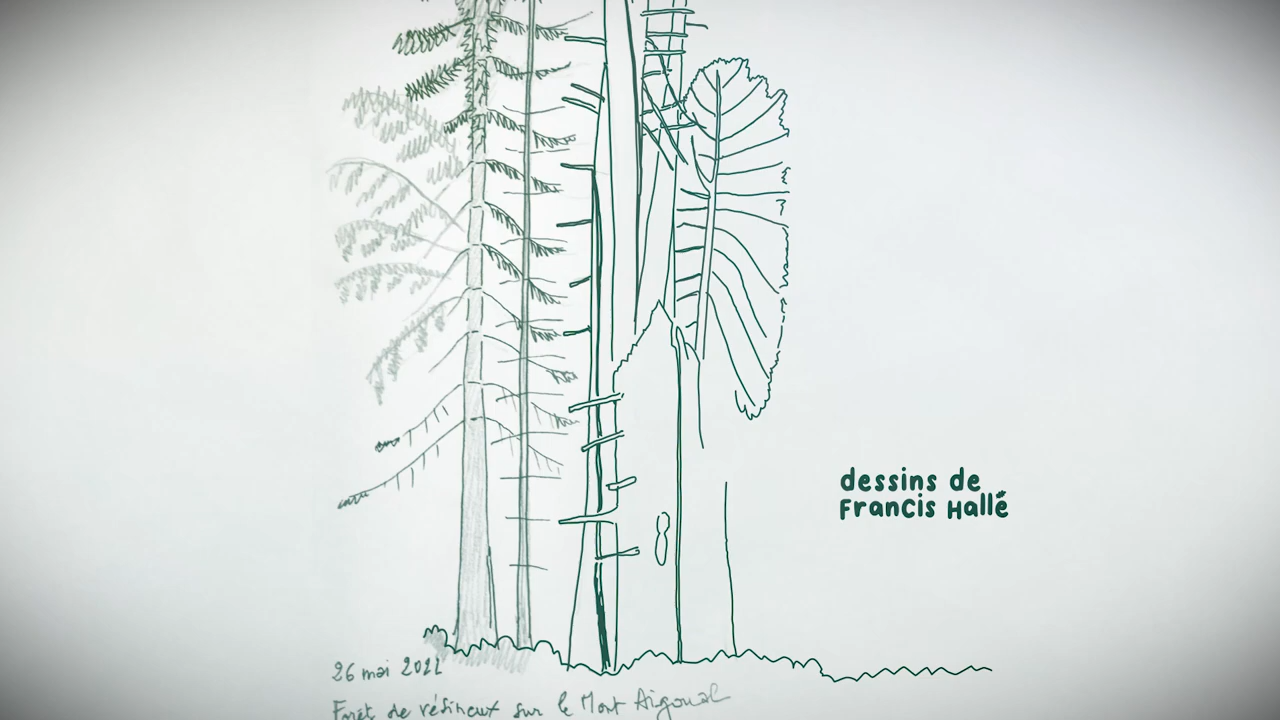 dessins de
Francis Hallé
26 mai 2022
Forêt de résineux sur le Mont Aigoual